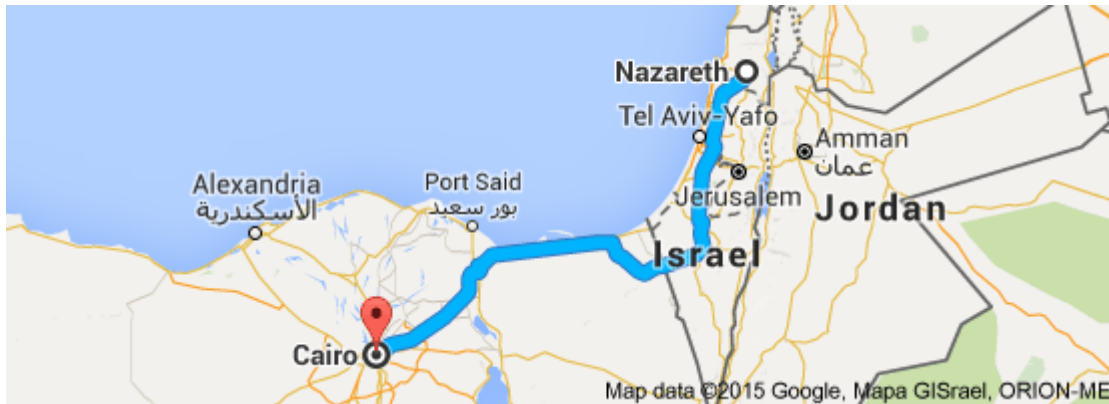 Nazareth
Tel Aviv-Yafo
Amman
عمان
Alexandria
الأسكندرية
Port Said
بور سعيد
Jerusalem
Jordan
Israel
Cairo
Map data ©2015 Google, Mapa GISrael, ORION-ME